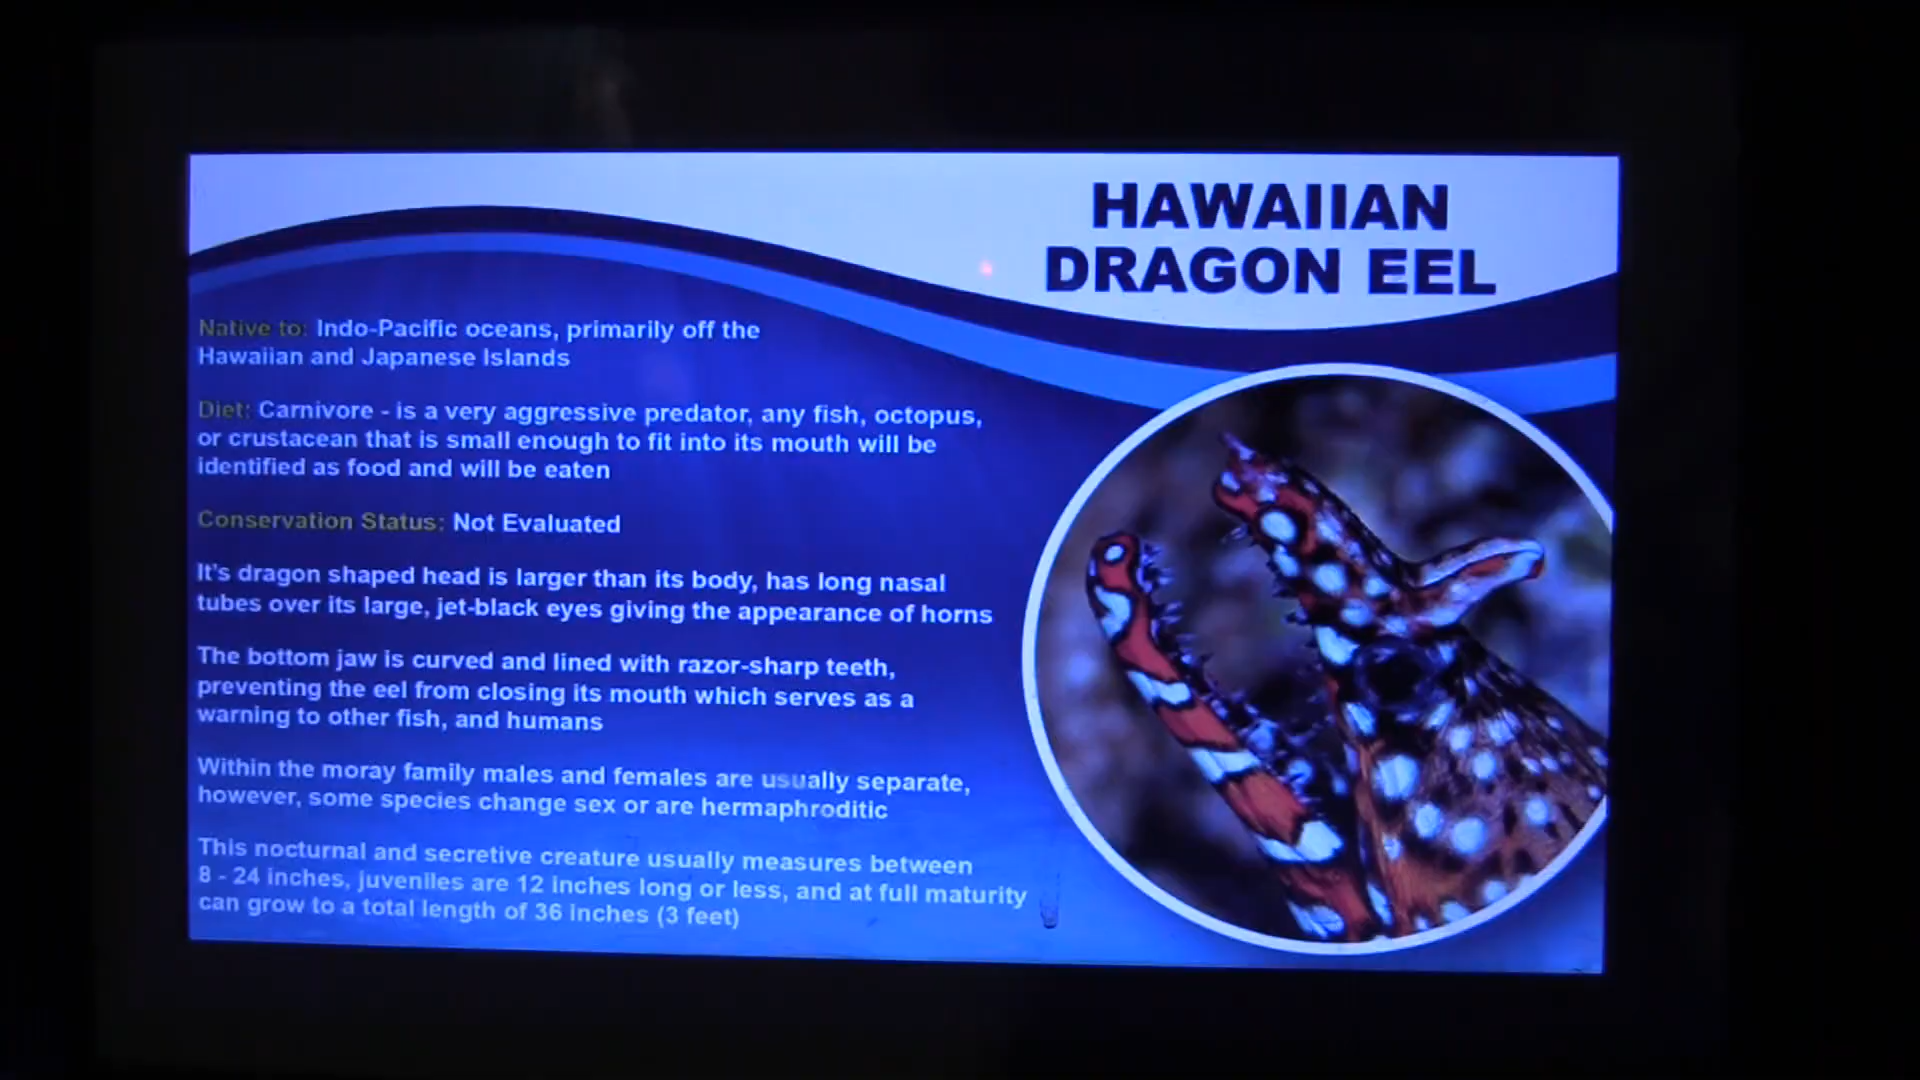 HAWAIIAN
DRAGON EEL
Native to: Indo-Pacific oceans, primarily off the
Hawaiian and Japanese Islands
Diet: Carnivore - is a very aggressive predator, any fish, octopus,
or crustacean that is small enough to fit into its mouth will be
identified as food and will be eaten
Conservation Status: Not Evaluated
It's dragon shaped head is larger than its body, has long nasal
tubes over its large, jet-black eyes giving the appearance of horns
The bottom jaw is curved and lined with razor-sharp teeth,
preventing the eel from closing its mouth which serves as a
warning to other fish, and humans
Within the moray family males and females are usually separate,
however, some species change sex or are hermaphroditic
This nocturnal and secretive creature usually measures between
8 - 24 inches, juveniles are 12 inches long or less, and at full maturity
can grow to a total length of 36 inches (3 feet)